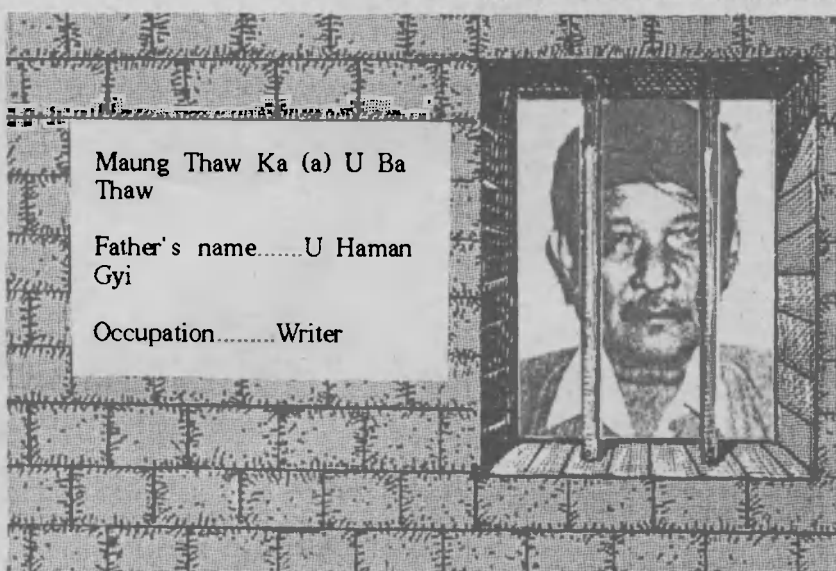 Maung Thaw Ka (a) U Ba
Thaw
Father's name.......U Haman
Gyi
Occupation.........Writer